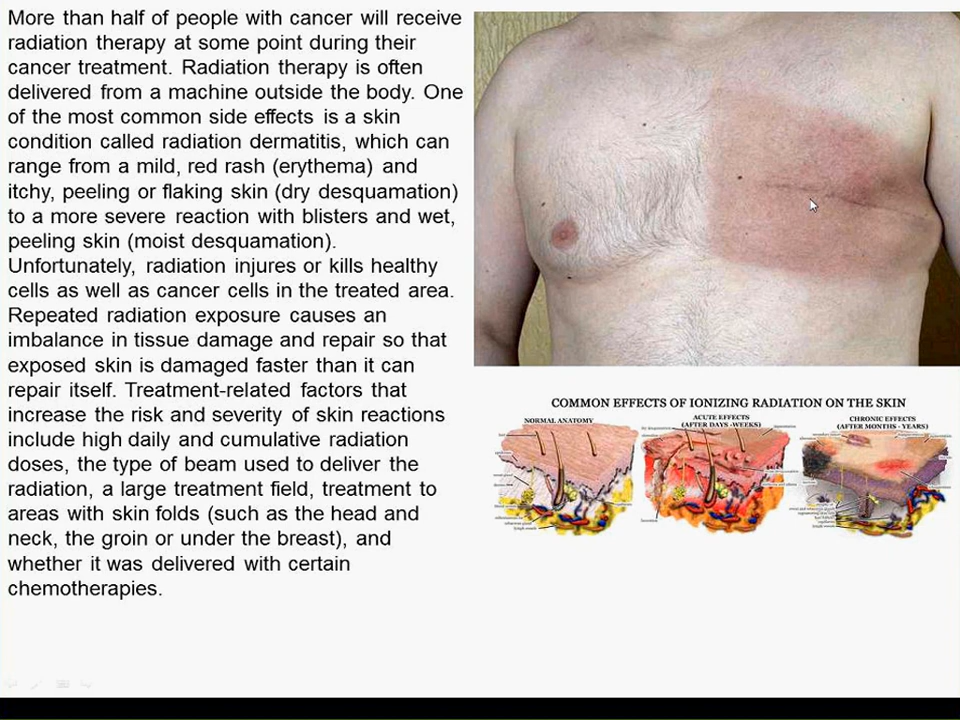 More than half of people with cancer will receive
radiation therapy at some point during their
cancer treatment. Radiation therapy is often
delivered from a machine outside the body. One
of the most common side effects is a skin
condition called radiation dermatitis, which can
range from a mild, red rash (erythema) and
itchy, peeling or flaking skin (dry desquamation)
to a more severe reaction with blisters and wet,
peeling skin (moist desquamation).
Unfortunately, radiation injures or kills healthy
cells as well as cancer cells in the treated area.
Repeated radiation exposure causes an
imbalance in tissue damage and repair so that
exposed skin is damaged faster than it can
repair itself. Treatment-related factors that
increase the risk and severity of skin reactions
include high daily and cumulative radiation
doses, the type of beam used to deliver the
radiation, a large treatment field, treatment to
areas with skin folds (such as the head and
neck, the groin or under the breast), and
whether it was delivered with certain
chemotherapies.
COMMON EFFECTS OF IONIZING RADIATION ON THE SKIN
NORMAL ANATOMY
ACUTE EFFECTS
(AFTER DAYS -WEEKS)
CHRONIC EFFECTS
(AFTER MONTHS - YEARS)